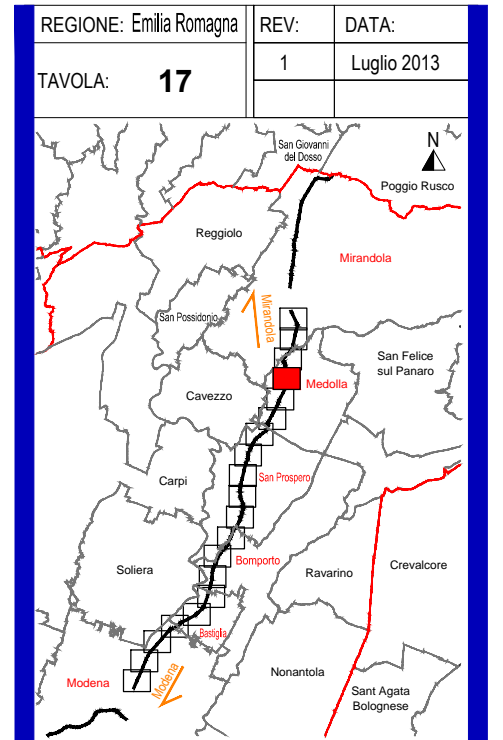 REGIONE: Emilia Romagna
REV:
DATA:
TAVOLA:
17
1
Luglio 2013
San Giovanni
del Dosso
N
Poggio Rusco
Reggiolo
Mirandola
San Possidonio
Mirandola
San Felice
sul Panaro
Medolla
Cavezzo
Carpi
San Prospero
Bomporto
Soliera
Ravarino
Crevalcore
Bastiglia
Modena
Modena
Nonantola
Sant Agata
Bolognese